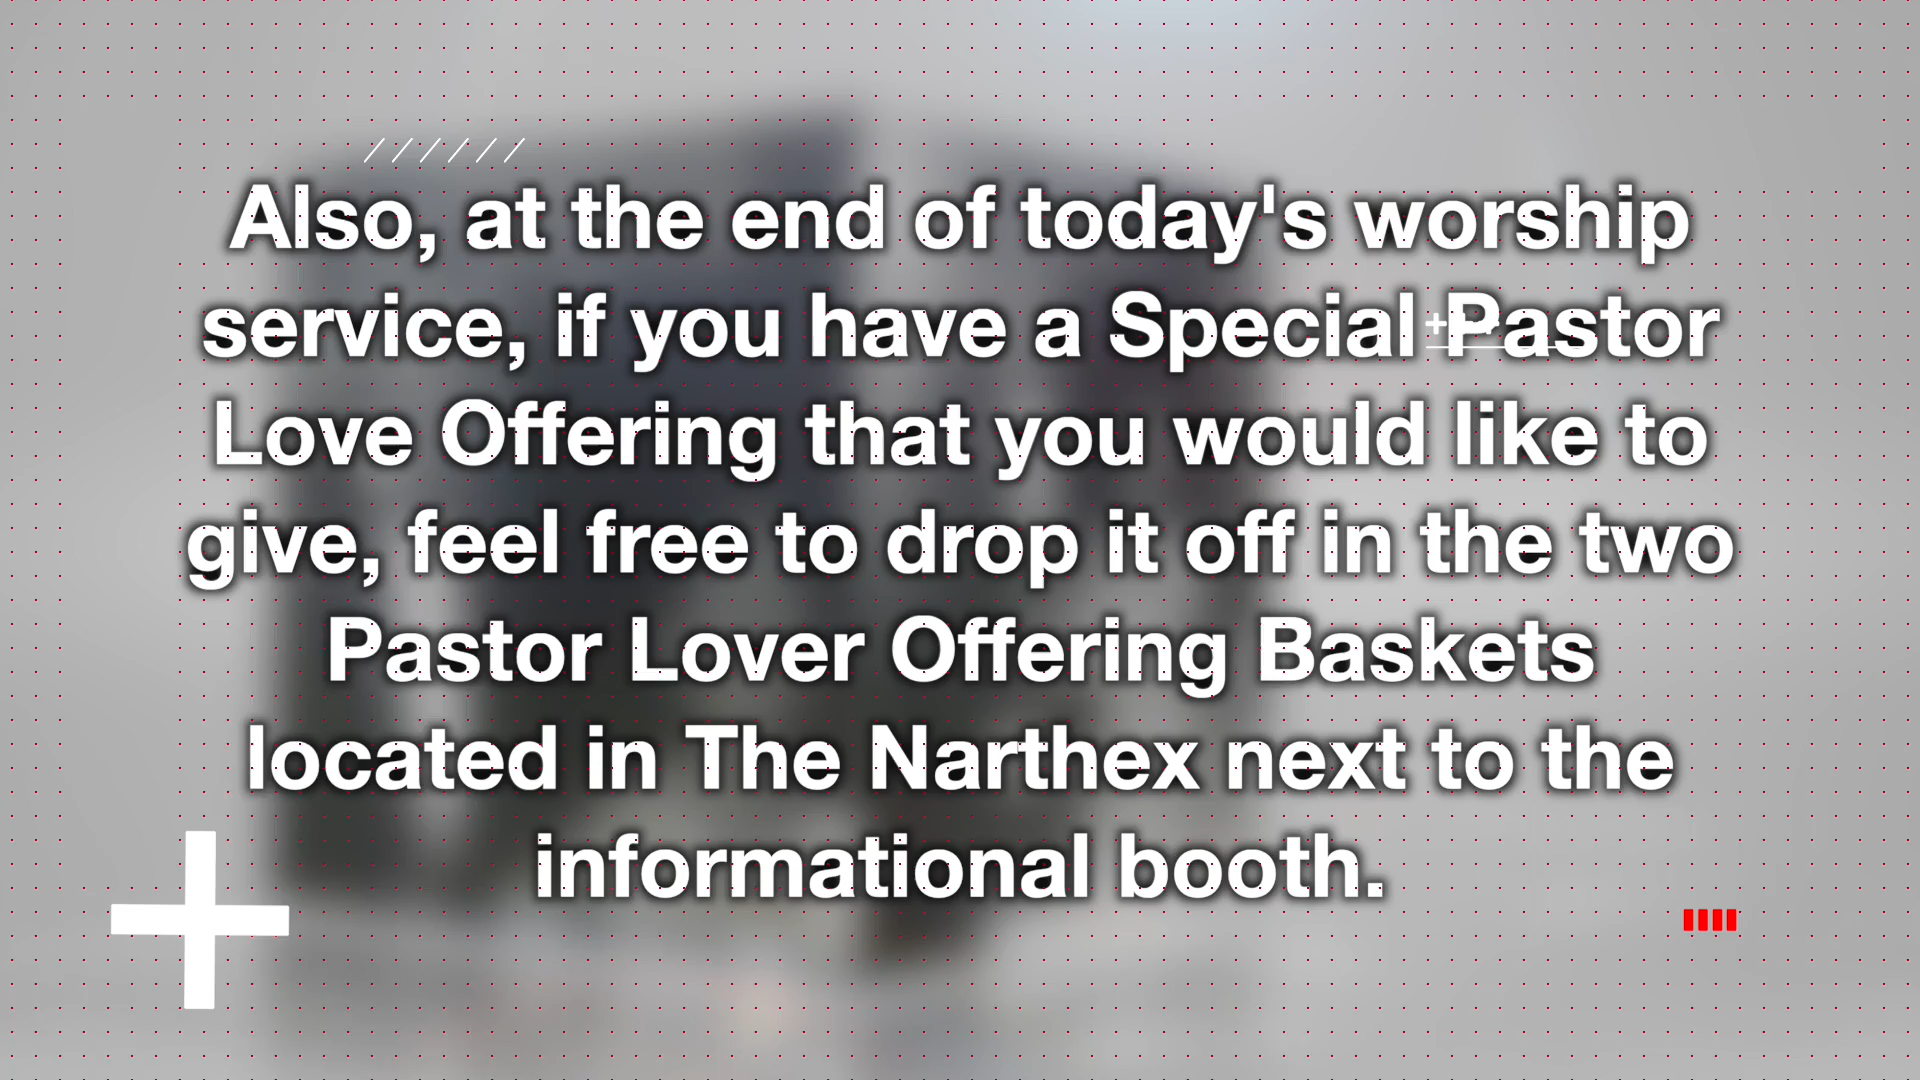 Also, at the end of today's worship
service, if you have a Special Pastor
Love Offering that you would like to
give, feel free to drop it off in the two
Pastor Lover Offering Baskets
located in The Narthex next to the
informational booth.